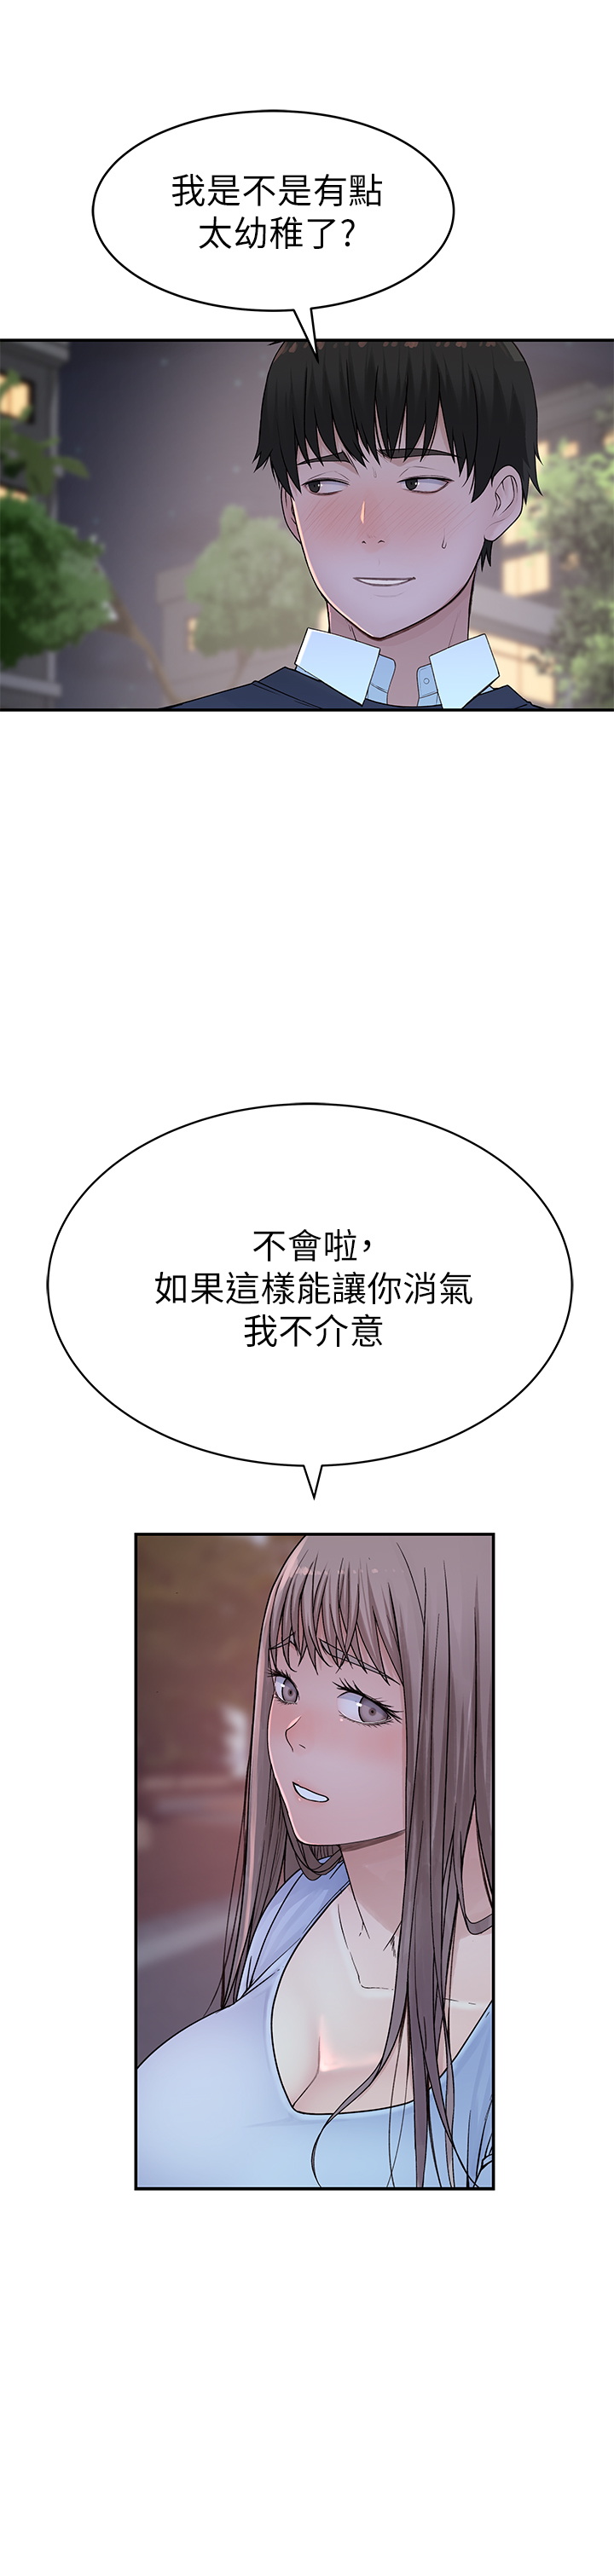 我是不是有點
太幼稚了?
不會啦，
如果這樣能讓你消氣
我不介意